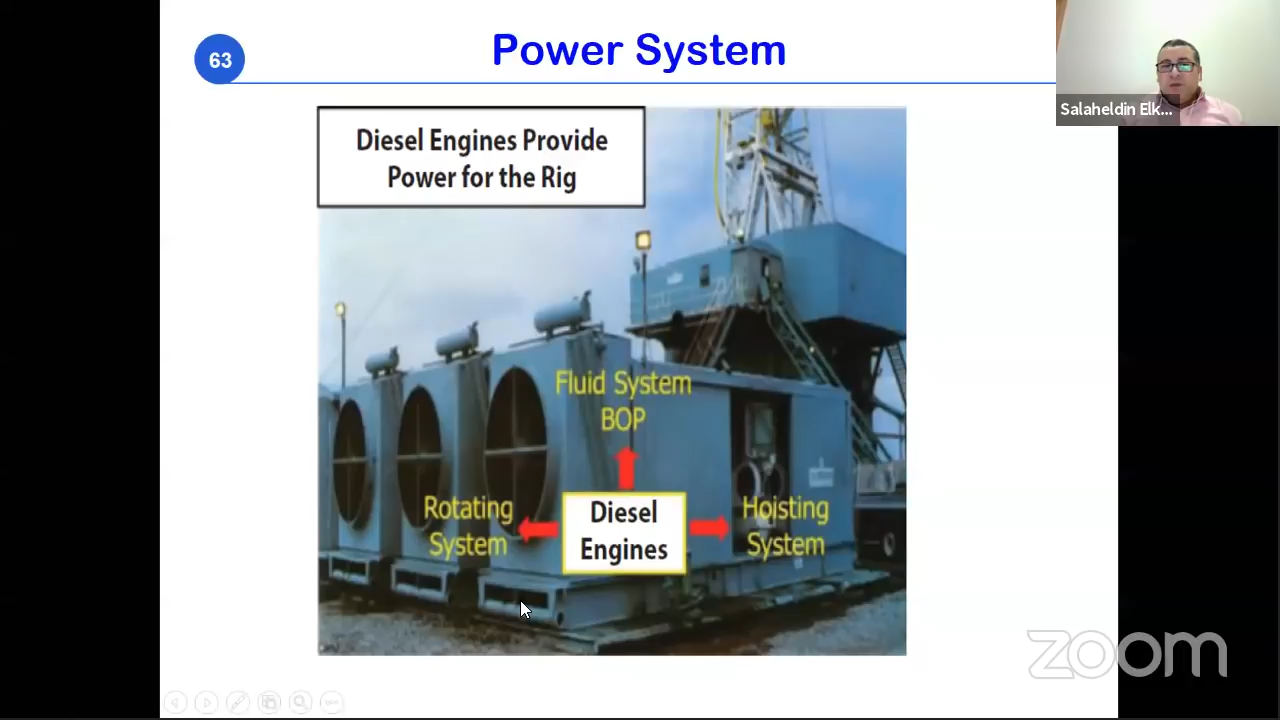 63
Power System
Salaheldin Elk...
Diesel Engines Provide
Power for the Rig
Fluid System
BOP
Rotating
System
Diesel
Engines
Hoisting
System
zoom